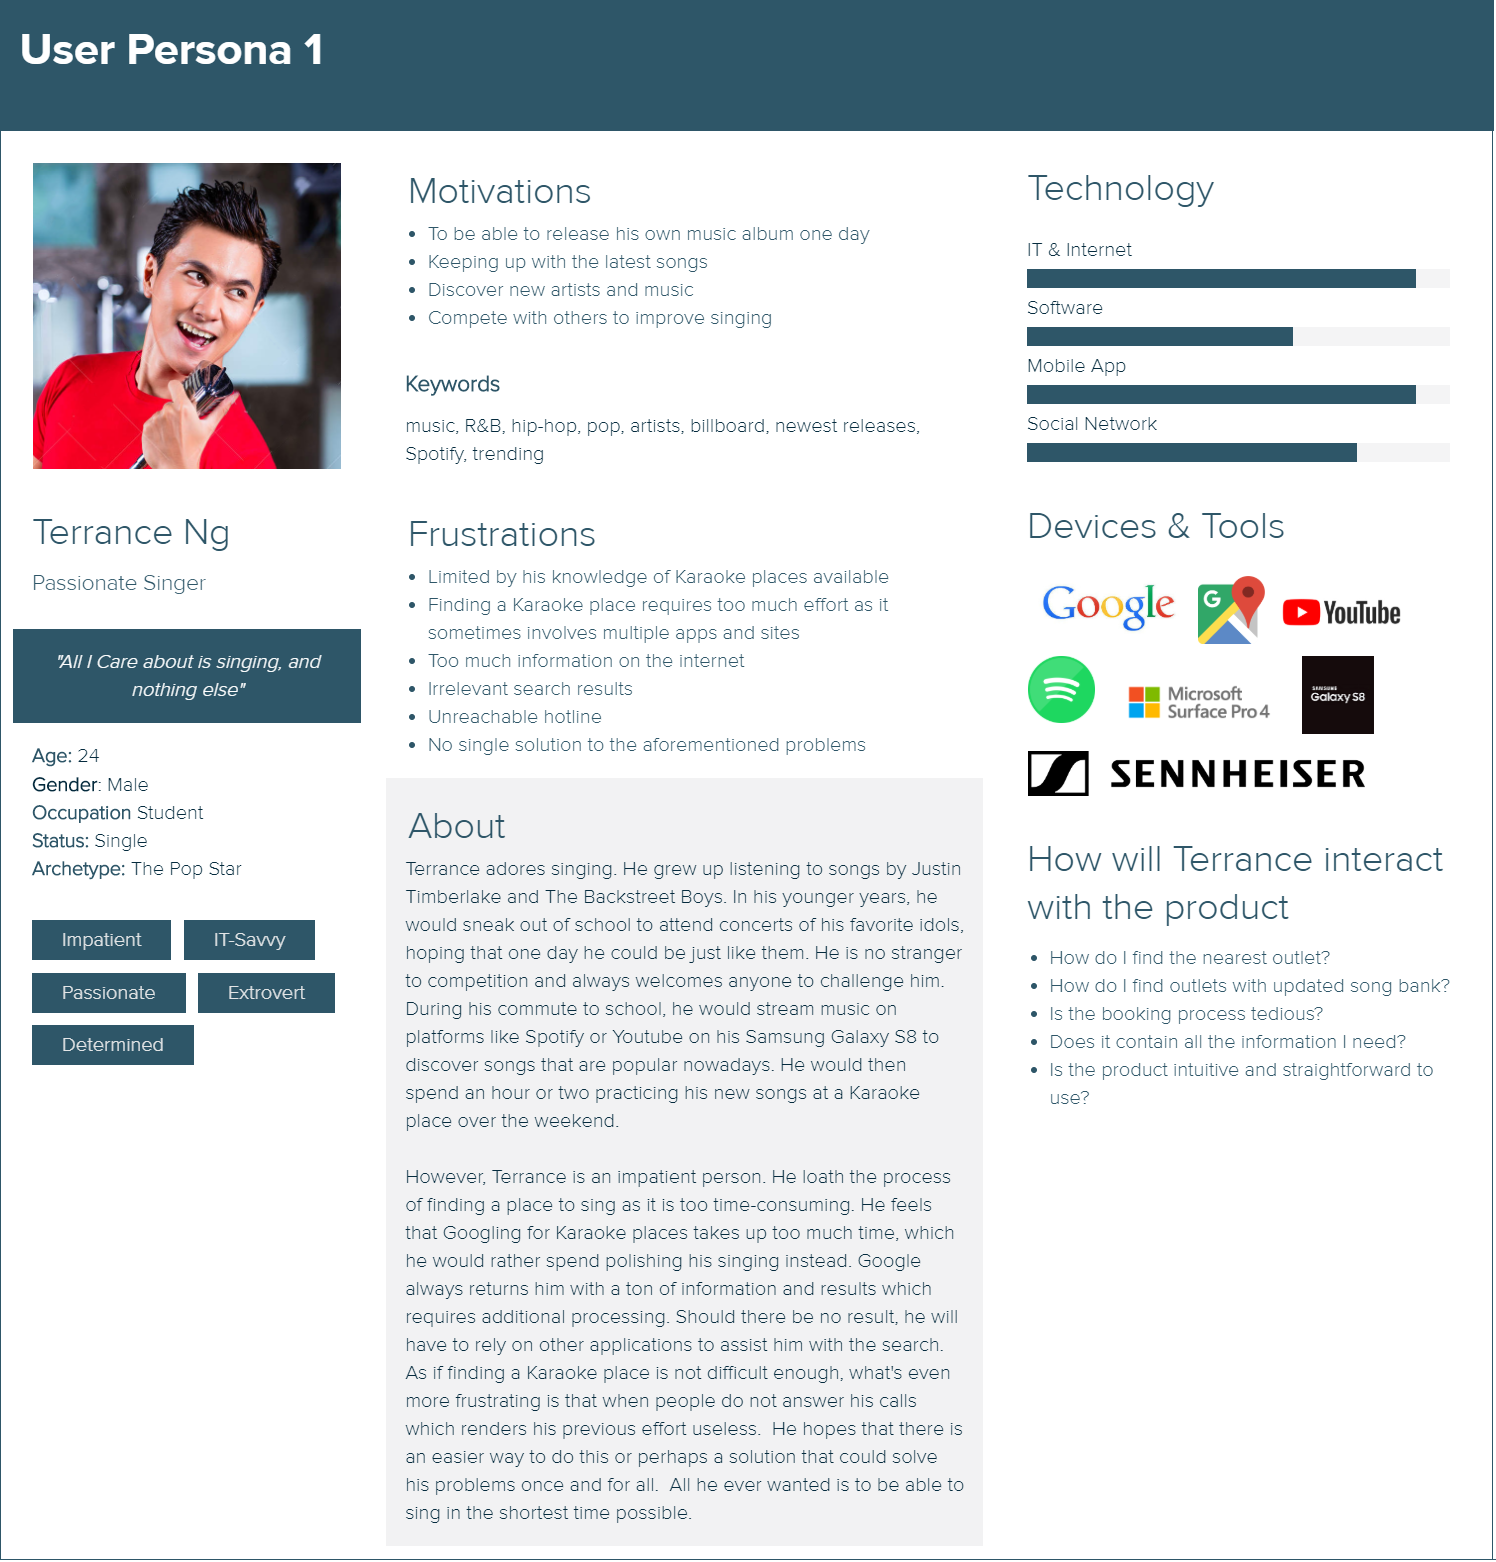 User Persona 1
Terrance Ng
Passionate Singer
"All I Care about is singing, and
nothing else"
Age: 24
Gender: Male
Occupation Student
Status: Single
Archetype: The Pop Star
Impatient
IT-Savvy
Passionate
Extrovert
Determined
Motivations
• To be able to release his own music album one day
• Keeping up with the latest songs
• Discover new artists and music
• Compete with others to improve singing
Keywords
music, R&B, hip-hop, pop, artists, billboard, newest releases,
Spotify, trending
Frustrations
• Limited by his knowledge of Karaoke places available
• Finding a Karaoke place requires too much effort as it
sometimes involves multiple apps and sites
• Too much information on the internet
• Irrelevant search results
• Unreachable hotline
• No single solution to the aforementioned problems
About
Terrance adores singing. He grew up listening to songs by Justin
Timberlake and The Backstreet Boys. In his younger years, he
would sneak out of school to attend concerts of his favorite idols,
hoping that one day he could be just like them. He is no stranger
to competition and always welcomes anyone to challenge him.
During his commute to school, he would stream music on
platforms like Spotify or Youtube on his Samsung Galaxy S8 to
discover songs that are popular nowadays. He would then
spend an hour or two practicing his new songs at a Karaoke
place over the weekend.
However, Terrance is an impatient person. He loath the process
of finding a place to sing as it is too time-consuming. He feels
that Googling for Karaoke places takes up too much time, which
he would rather spend polishing his singing instead. Google
always returns him with a ton of information and results which
requires additional processing. Should there be no result, he will
have to rely on other applications to assist him with the search.
As if finding a Karaoke place is not difficult enough, what's even
more frustrating is that when people do not answer his calls
which renders his previous effort useless.  He hopes that there is
an easier way to do this or perhaps a solution that could solve
his problems once and for all.  All he ever wanted is to be able to
sing in the shortest time possible.
Technology
IT & Internet
Software
Mobile App
Social Network
Devices & Tools
Google
G
YouTube
Microsoft
Surface Pro 4
SAMSUNG
Galaxy S8
SENNHEISER
How will Terrance interact
with the product
• How do I find the nearest outlet?
• How do I find outlets with updated song bank?
• Is the booking process tedious?
• Does it contain all the information I need?
• Is the product intuitive and straightforward to
use?